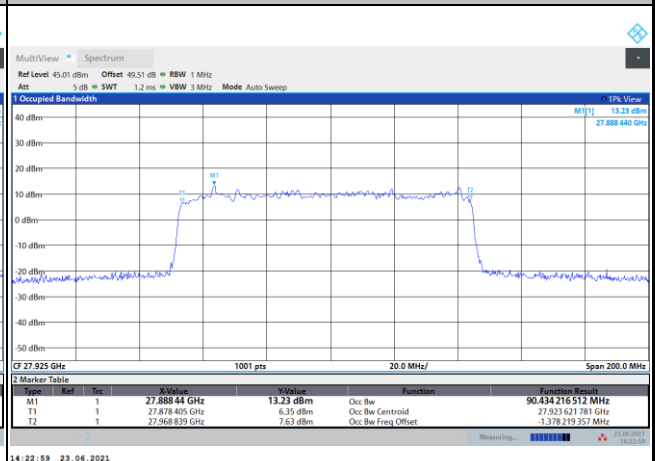 MultiView Spectrum
Ref Level 45.01 dBm Offset 49.51 dB RBW 1 MHz
Att 5 dB SWT 1.2 ms VBW 3 MHz Mode Auto Sweep
1 Occupied Bandwidth 1Pk View
M1[1] 13.23 dBm
27.888 440 GHz
40 dBm
30 dBm
20 dBm
M1
T1 T2
10 dBm
0 dBm
-10 dBm
-20 dBm
-30 dBm
-40 dBm
-50 dBm
CF 27.925 GHz 1001 pts 20.0 MHz/ Span 200.0 MHz
2 Marker Table
Type Ref Trc X-Value Y-Value Function Function Result
M1 1 27.888 44 GHz 13.23 dBm Occ Bw 90.434 216 512 MHz
T1 1 27.878 405 GHz 6.35 dBm Occ Bw Centroid 27.923 621 781 GHz
T2 1 27.968 839 GHz 7.63 dBm Occ Bw Freq Offset -1.378 219 357 MHz
Measuring... 23.06.2021
14:22:59
14:22:59 23.06.2021